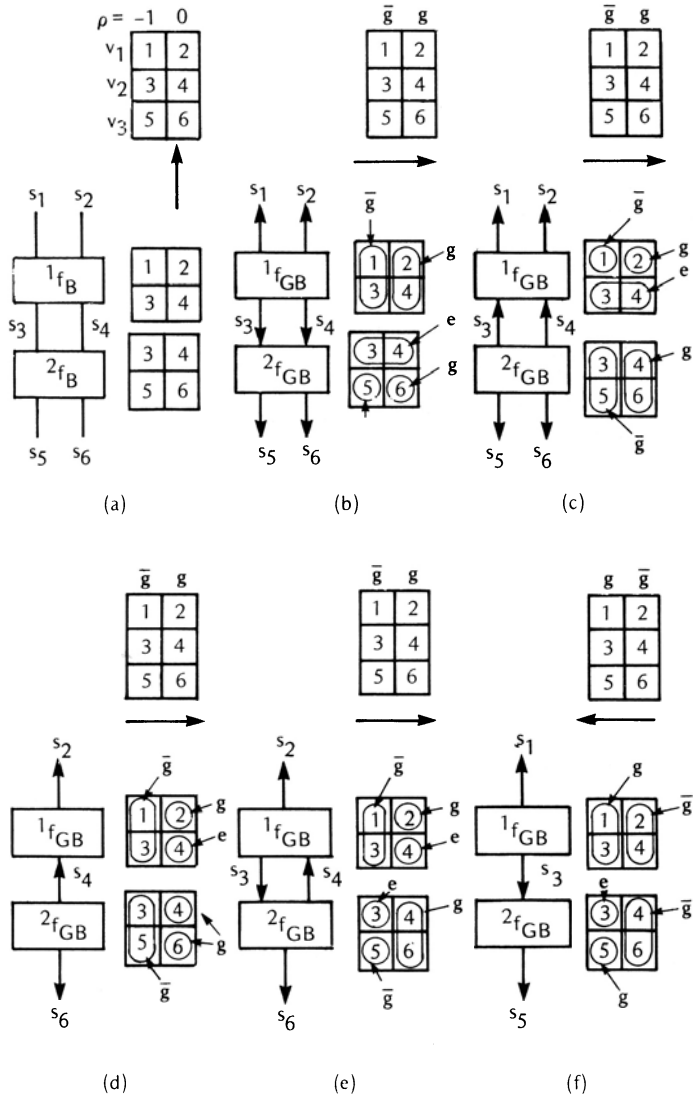 ρ = −1 0
v1 1 2
v2 3 4
v3 5 6
s1 s2
1fB
1 2
3 4
s3 s4
2fB
3 4
5 6
s5 s6
(a)
g̅ g
1 2
3 4
5 6
s1 s2
g̅
1fGB
1 2 g
3 4
s3 s4
e
2fGB
3 4
g
5 6
s5 s6
(b)
g̅ g
1 2
3 4
5 6
s1 s2
g̅
1fGB
1 2 g
e
3 4
s3 s4
2fGB
3 4 g
5 6
g̅
s5 s6
(c)
g̅ g
1 2
3 4
5 6
s2
g̅
1fGB
1 2 g
3 4 e
s4
2fGB
3 4
5 6 g
g̅
s6
(d)
g̅ g
1 2
3 4
5 6
s2
g̅
1fGB
1 2 g
3 4 e
s3 s4
e
2fGB
3 4 g
5 6
g̅
s6
(e)
g g̅
1 2
3 4
5 6
s1
g
1fGB
1 2 g̅
3 4
s3
e
2fGB
3 4 g̅
5 6
g
s5
(f)